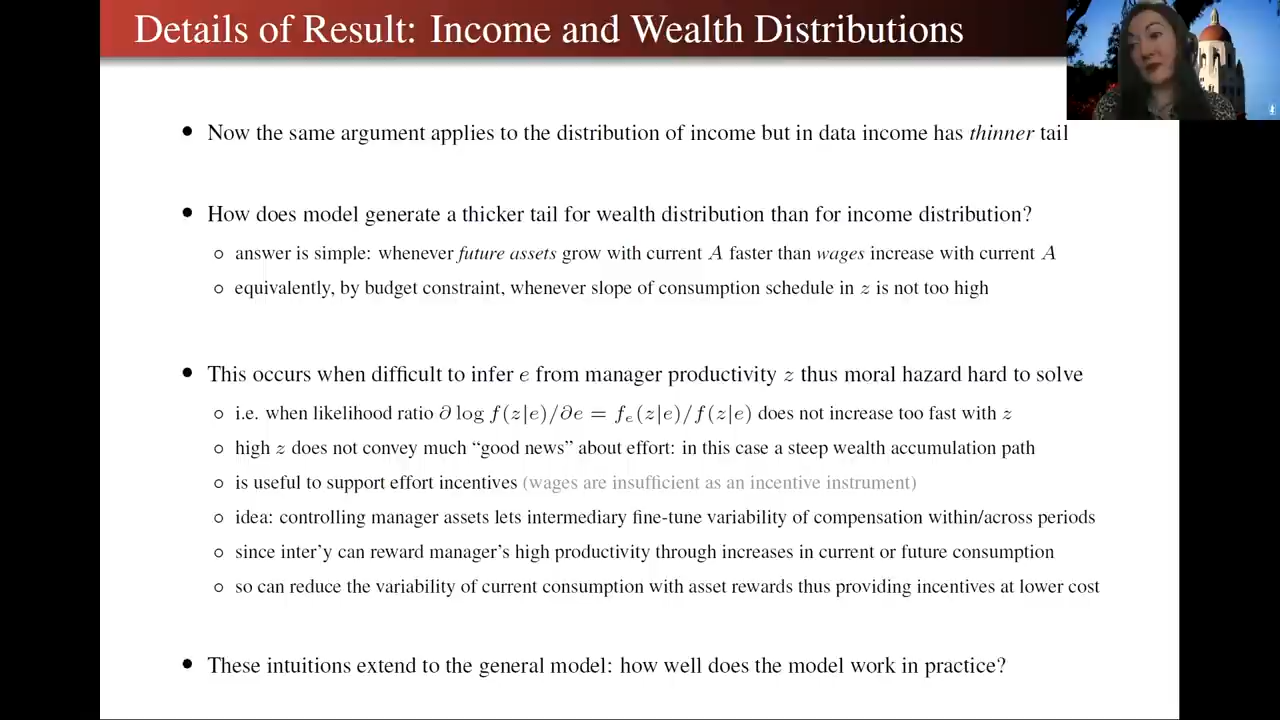 Details of Result: Income and Wealth Distributions
• Now the same argument applies to the distribution of income but in data income has thinner tail
• How does model generate a thicker tail for wealth distribution than for income distribution?
○ answer is simple: whenever future assets grow with current A faster than wages increase with current A
○ equivalently, by budget constraint, whenever slope of consumption schedule in z is not too high
• This occurs when difficult to infer e from manager productivity z thus moral hazard hard to solve
○ i.e. when likelihood ratio ∂ log f(z|e)/∂e = fₑ(z|e)/f(z|e) does not increase too fast with z
○ high z does not convey much “good news” about effort: in this case a steep wealth accumulation path
○ is useful to support effort incentives (wages are insufficient as an incentive instrument)
○ idea: controlling manager assets lets intermediary fine-tune variability of compensation within/across periods
○ since inter’y can reward manager’s high productivity through increases in current or future consumption
○ so can reduce the variability of current consumption with asset rewards thus providing incentives at lower cost
• These intuitions extend to the general model: how well does the model work in practice?